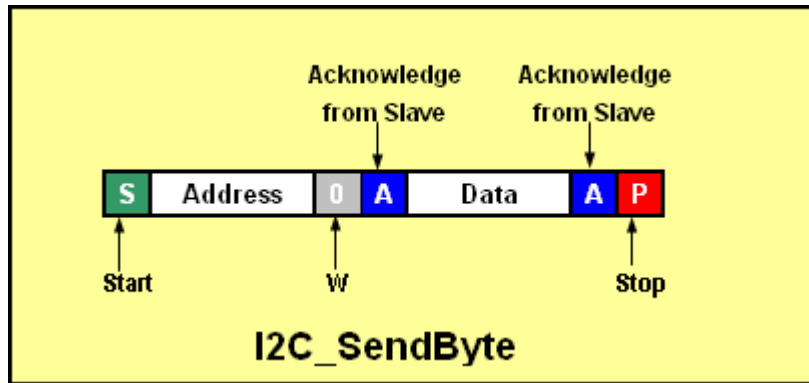 Acknowledge Acknowledge
from Slave from Slave
S Address 0 A Data A P
Start W Stop
I2C_SendByte